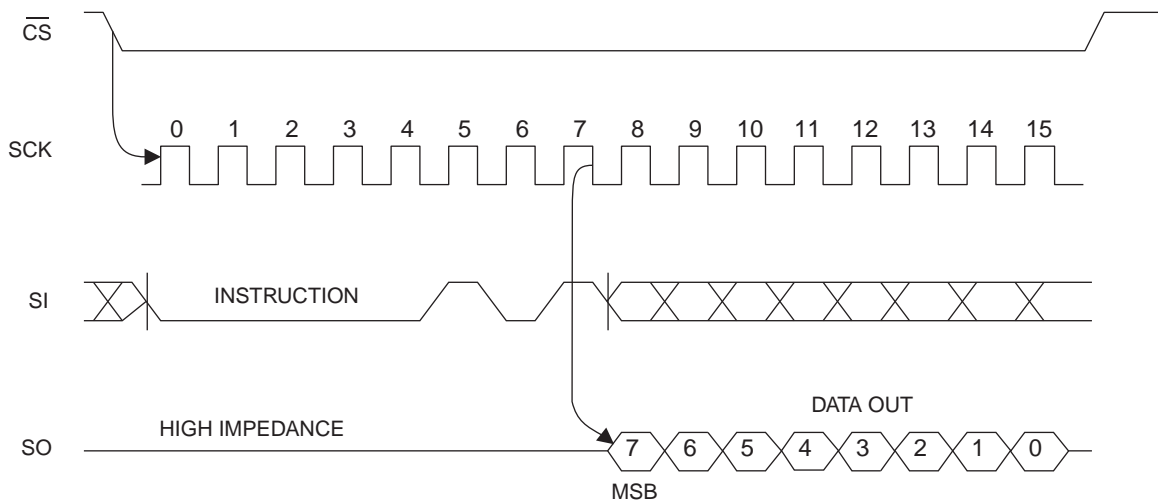 C̅S̅
0 1 2 3 4 5 6 7 8 9 10 11 12 13 14 15
SCK
SI INSTRUCTION
DATA OUT
HIGH IMPEDANCE
SO 7 6 5 4 3 2 1 0
MSB